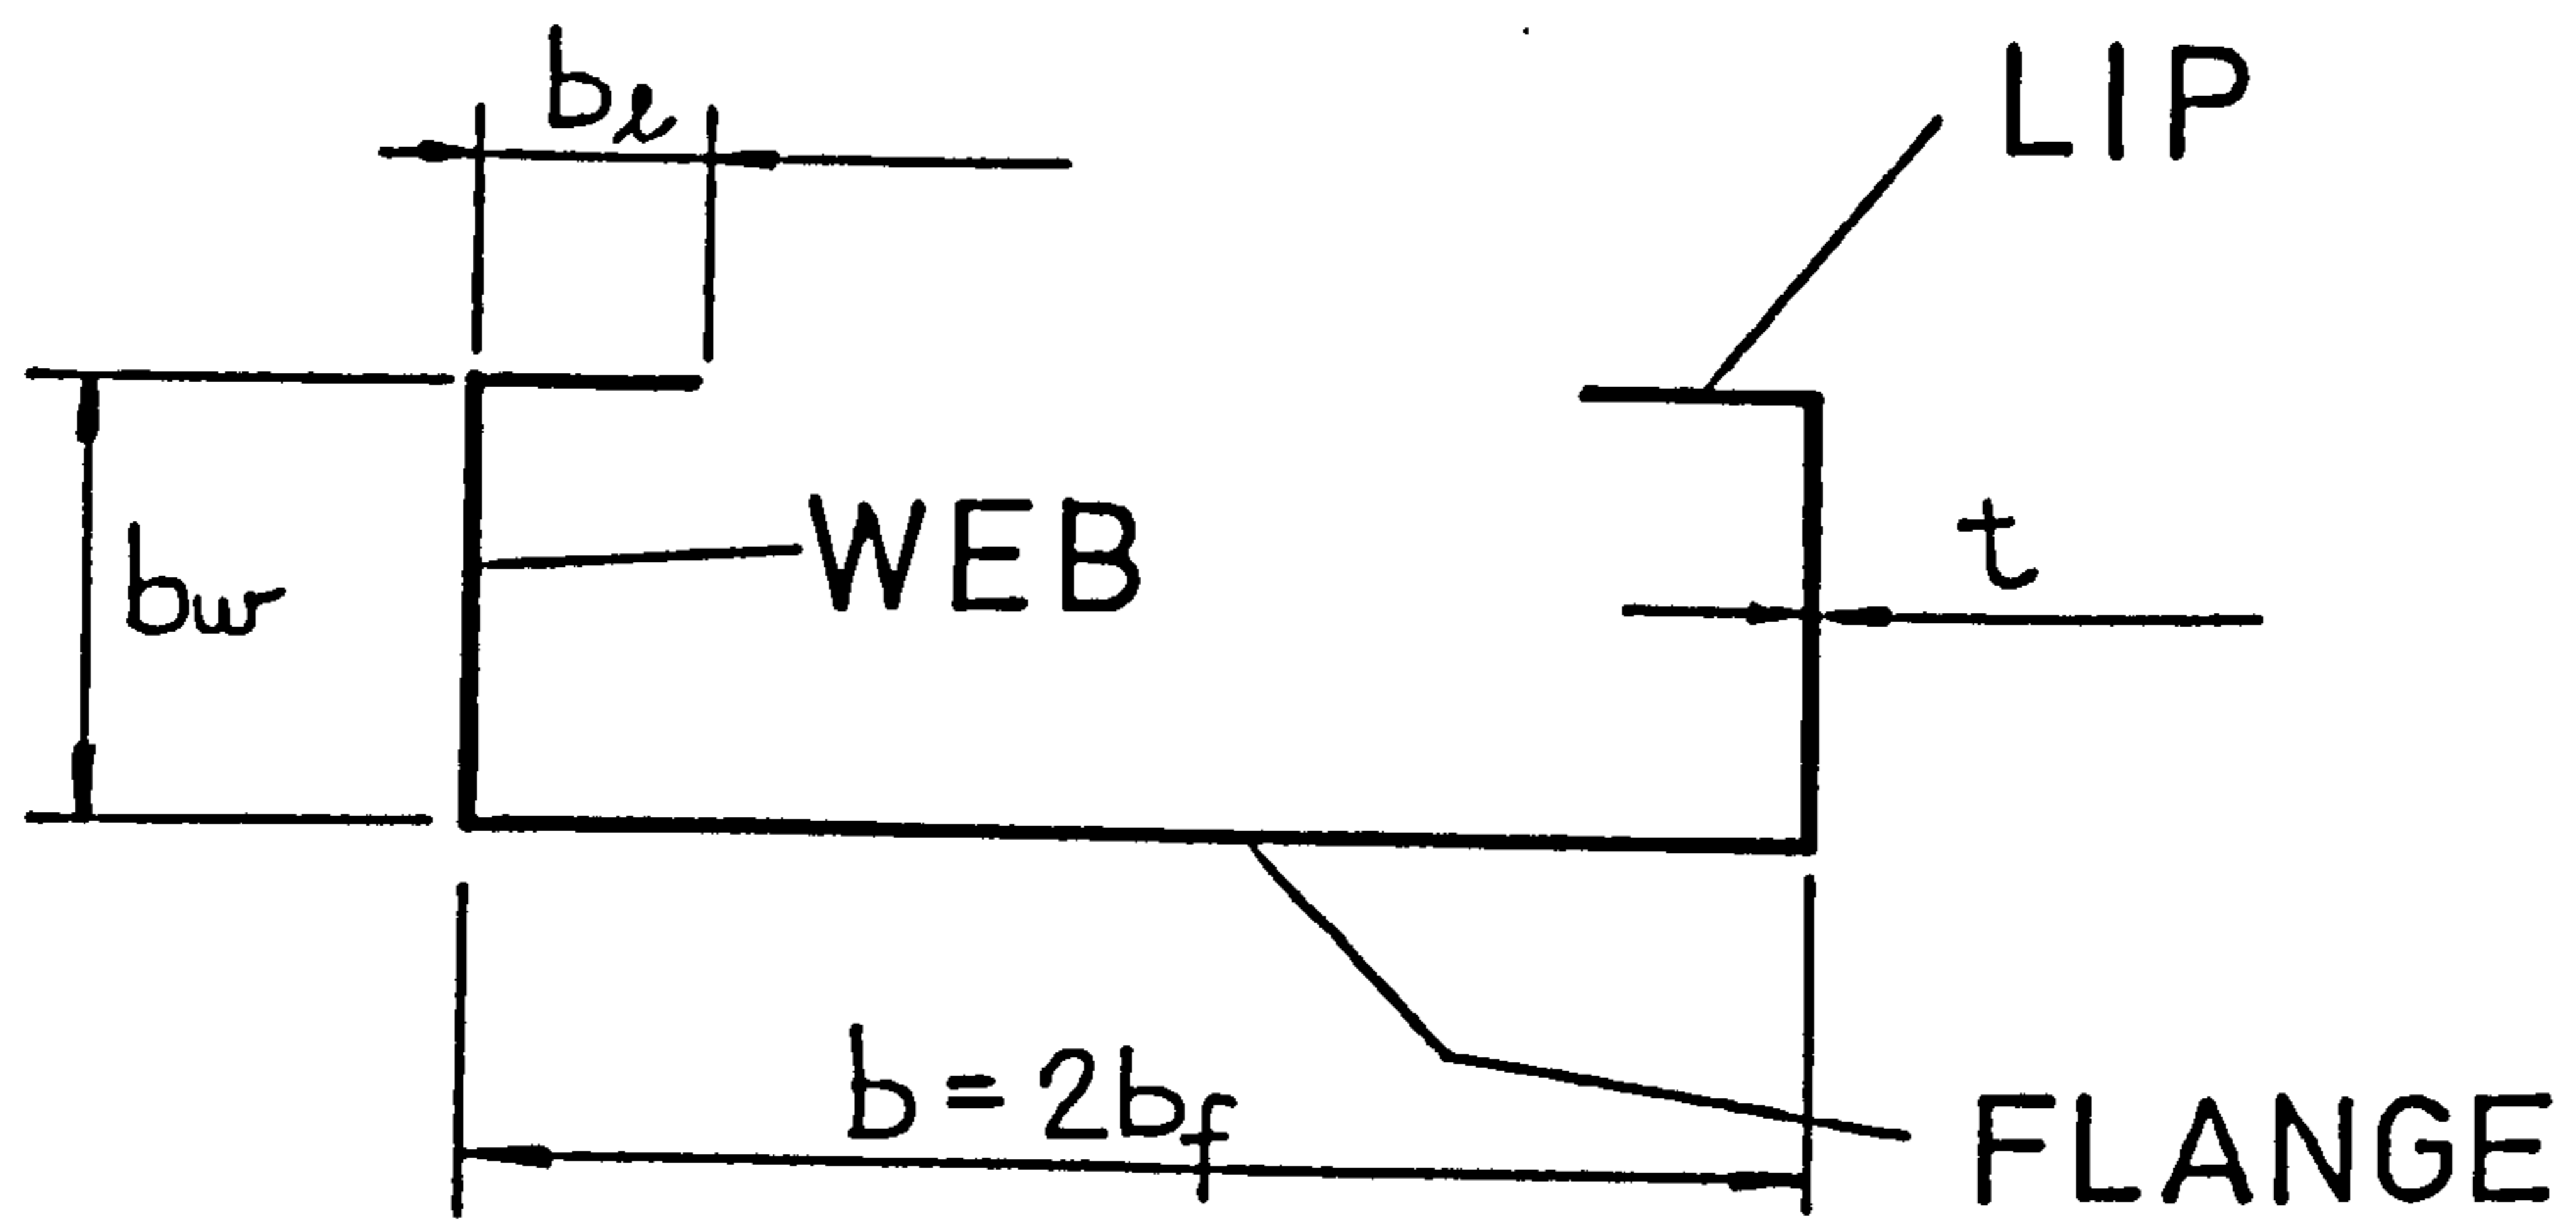 bℓ
LIP
WEB
t
bw
b = 2bf
FLANGE